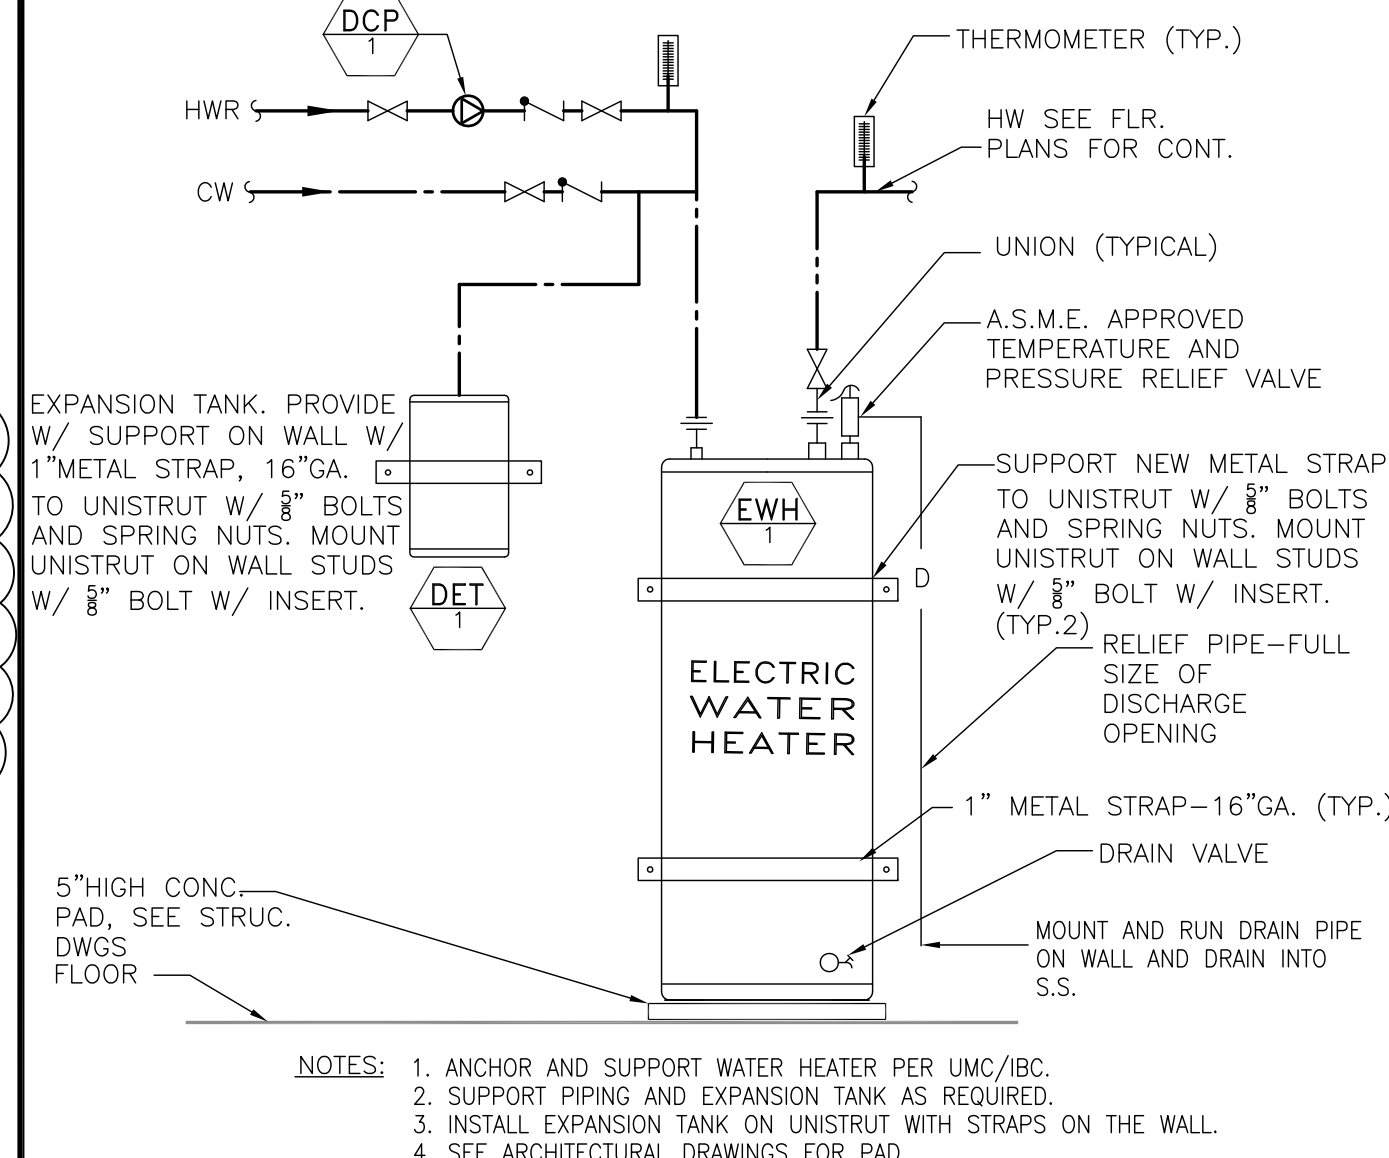 DCP
1
THERMOMETER (TYP.)
HWR
HW SEE FLR.
PLANS FOR CONT.
CW
UNION (TYPICAL)
A.S.M.E. APPROVED
TEMPERATURE AND
PRESSURE RELIEF VALVE
EXPANSION TANK. PROVIDE
W/ SUPPORT ON WALL W/
1"METAL STRAP, 16"GA.
TO UNISTRUT W/ 5/8" BOLTS
AND SPRING NUTS. MOUNT
UNISTRUT ON WALL STUDS
W/ 5/8" BOLT W/ INSERT.
DET
1
EWH
1
SUPPORT NEW METAL STRAP
TO UNISTRUT W/ 5/8" BOLTS
AND SPRING NUTS. MOUNT
UNISTRUT ON WALL STUDS
W/ 5/8" BOLT W/ INSERT.
(TYP.2)
D
RELIEF PIPE-FULL
SIZE OF
DISCHARGE
OPENING
ELECTRIC
WATER
HEATER
1" METAL STRAP-16"GA. (TYP.)
DRAIN VALVE
5"HIGH CONC.
PAD, SEE STRUC.
DWGS
FLOOR
MOUNT AND RUN DRAIN PIPE
ON WALL AND DRAIN INTO
S.S.
NOTES: 1. ANCHOR AND SUPPORT WATER HEATER PER UMC/IBC.
2. SUPPORT PIPING AND EXPANSION TANK AS REQUIRED.
3. INSTALL EXPANSION TANK ON UNISTRUT WITH STRAPS ON THE WALL.
4. SEE ARCHITECTURAL DRAWINGS FOR PAD